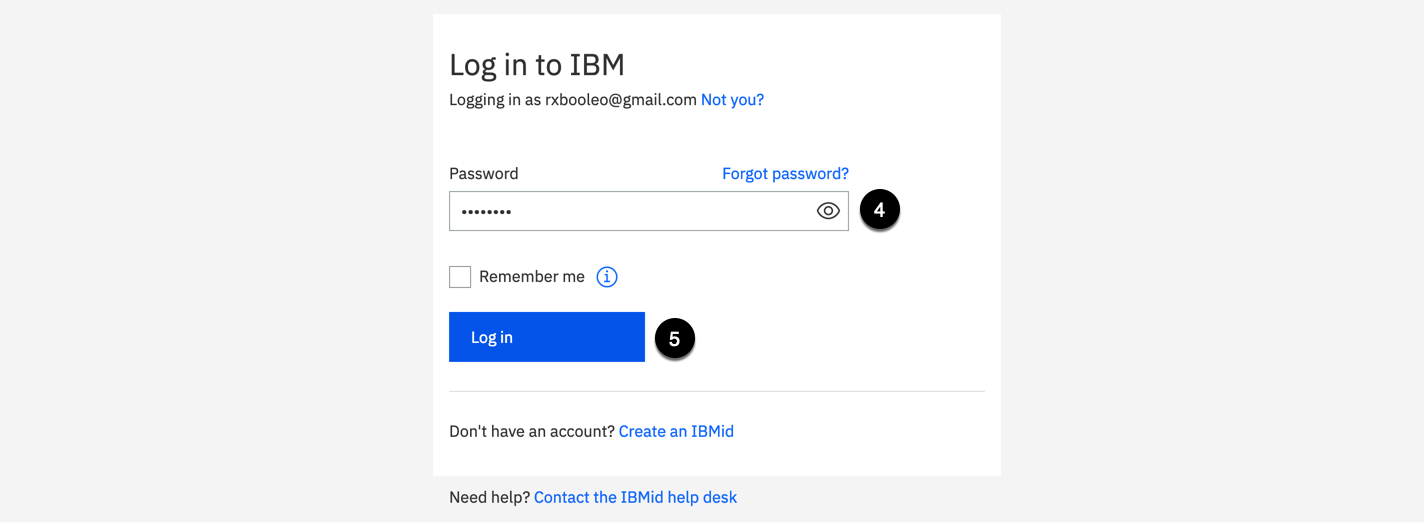 Log in to IBM
Logging in as rxbooleo@gmail.com Not you?
Password Forgot password?
•••••••• 4
Remember me i
Log in 5
Don't have an account? Create an IBMid
Need help? Contact the IBMid help desk